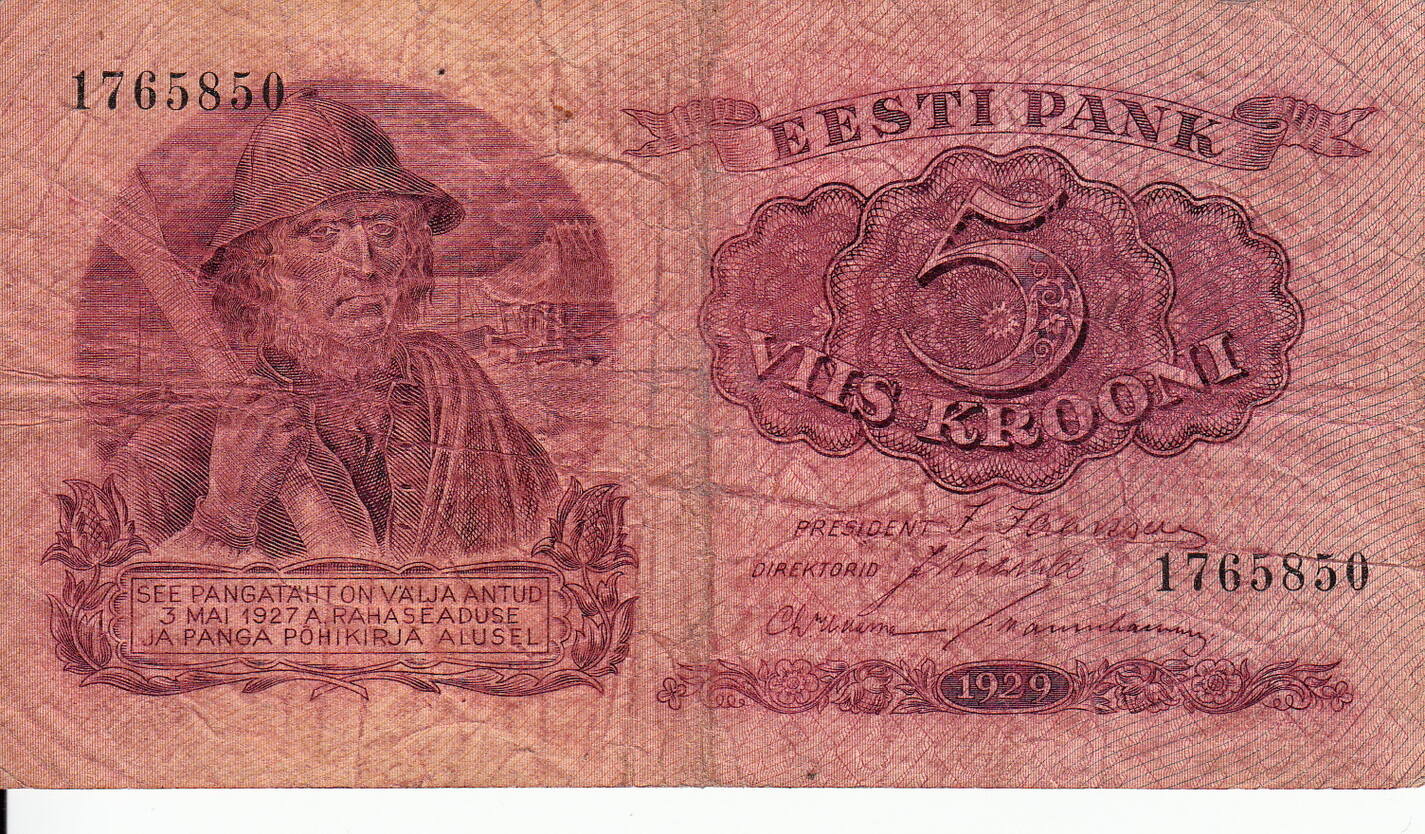 1765850
EESTI PANK
5
VIIS KROONI
PRESIDENT
DIREKTORID
1765850
SEE PANGATÄHT ON VÄLJA ANTUD
3 MAI 1927 A. RAHASEADUSE
JA PANGA PÕHIKIRJA ALUSEL
1929